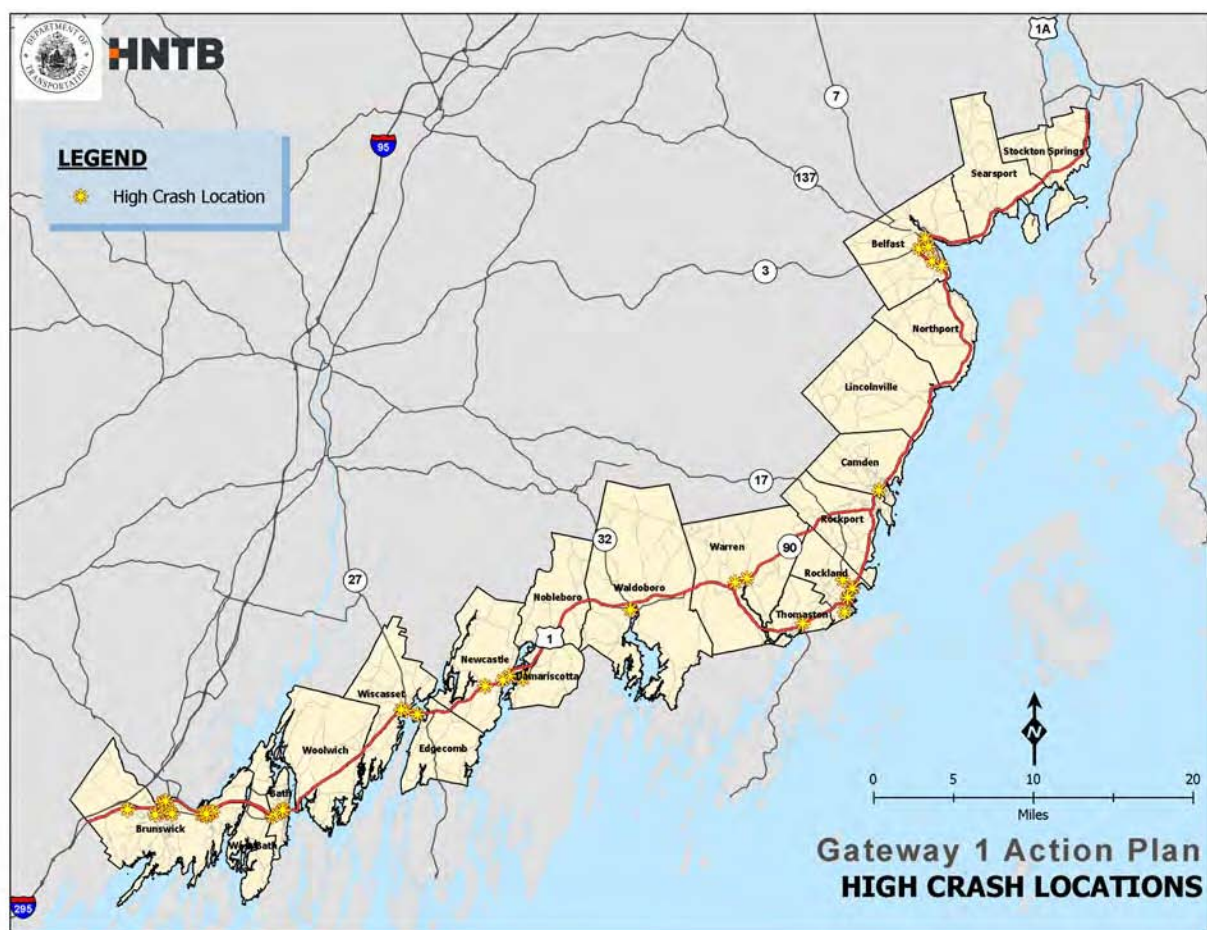 DEPARTMENT OF
TRANSPORTATION
HNTB
LEGEND
High Crash Location
1A
7
95
137
Stockton Springs
Searsport
Belfast
3
Northport
Lincolnville
Camden
17
Rockport
32
Warren
90
Rockland
27
Nobleboro
Waldoboro
Thomaston
1
Newcastle
Damariscotta
Wiscasset
Edgecomb
Woolwich
Bath
Brunswick
West Bath
N
0 5 10 20
Miles
Gateway 1 Action Plan
HIGH CRASH LOCATIONS
295